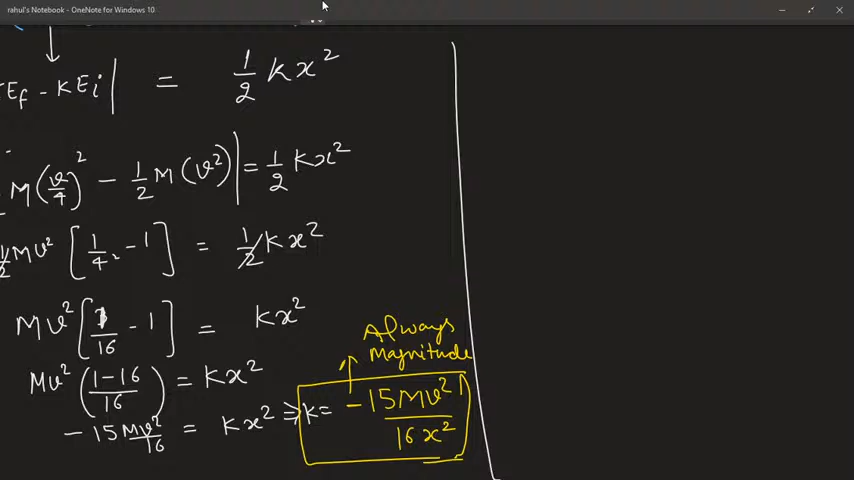 rahul's Notebook - OneNote for Windows 10
KEf - KEi| = 1/2 kx²
M(v/4)² - 1/2 M(v²)| = 1/2 Kx²
1/2 Mv² [1/4² - 1] = 1/2 Kx²
Mv² [1/16 - 1] = Kx²
Mv² (1-16/16) = Kx²
-15Mv²/16 = Kx² ⇒ K = -15Mv²/16x²
Always
Magnitude